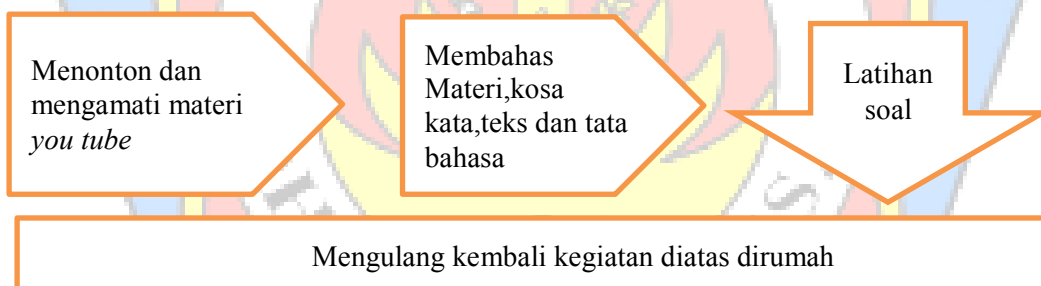 Menonton dan
mengamati materi
you tube
Membahas
Materi,kosa
kata,teks dan tata
bahasa
Latihan
soal
Mengulang kembali kegiatan diatas dirumah